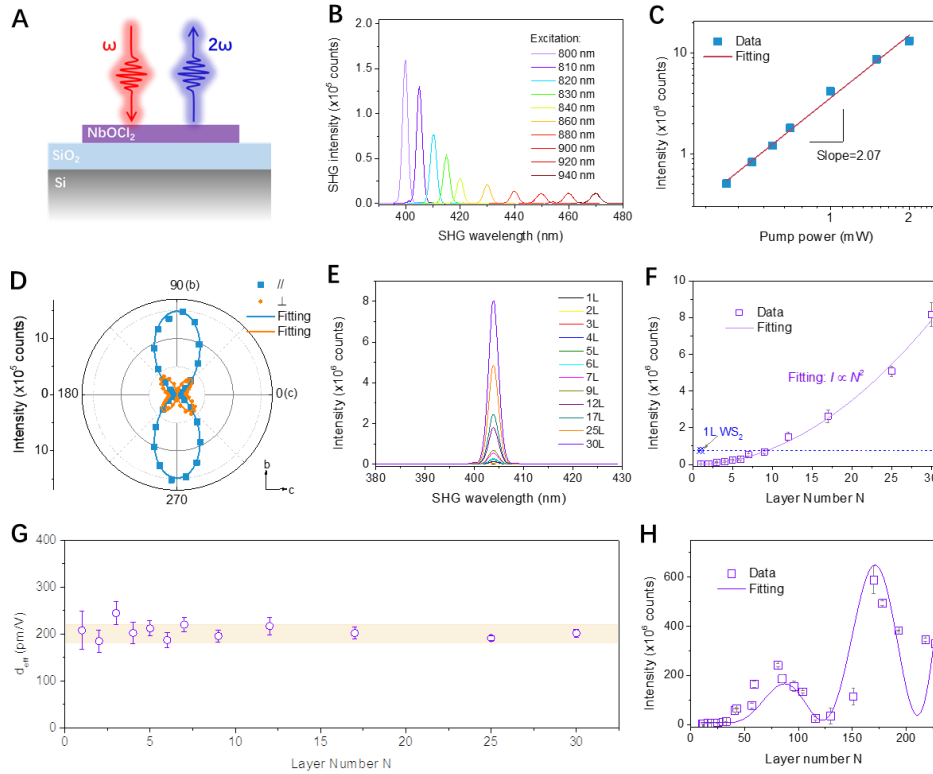 A
ω
2ω
NbOCl₂
SiO₂
Si
B
SHG intensity (x10⁶ counts)
1.5
1.0
0.5
0.0
Excitation:
800 nm
810 nm
820 nm
830 nm
840 nm
860 nm
880 nm
900 nm
920 nm
940 nm
400 420 440 460 480
SHG wavelength (nm)
C
Intensity (x10⁶ counts)
10
1
Data
Fitting
Slope=2.07
1 2
Pump power (mW)
D
Intensity (x10⁵ counts)
10
0
10
90 (b)
180
0(c)
270
//
⊥
Fitting
Fitting
b
c
E
Intensity (x10⁶ counts)
8
6
4
2
0
1L
2L
3L
4L
5L
6L
7L
9L
12L
17L
25L
30L
380 390 400 410 420 430
SHG wavelength (nm)
F
Intensity (x10⁶ counts)
10
8
6
4
2
0
Data
Fitting
Fitting: I ∝ N²
1L WS₂
0 5 10 15 20 25 30
Layer Number N
G
d_eff (pm/V)
400
300
200
100
0
0 5 10 15 20 25 30
Layer Number N
H
Intensity (x10⁶ counts)
600
400
200
0
Data
Fitting
0 50 100 150 200
Layer number N